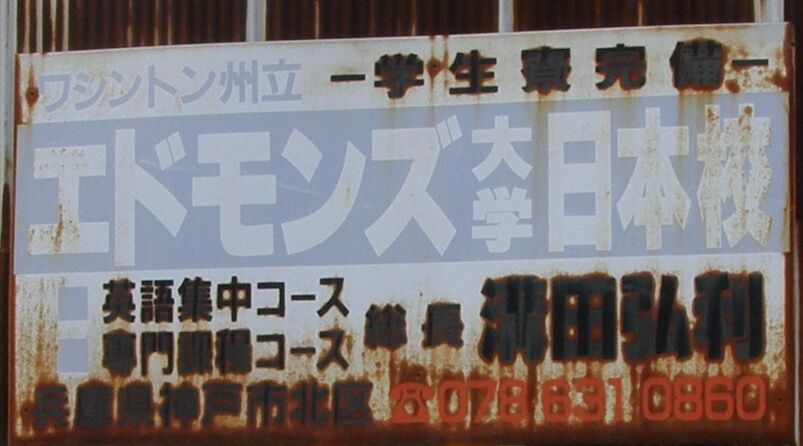 ワシントン州立 ー学生寮完備ー
エドモンズ大学日本校
英語集中コース
専門課程コース
総長 清田弘利
兵庫県神戸市北区 ☎078-631-0860